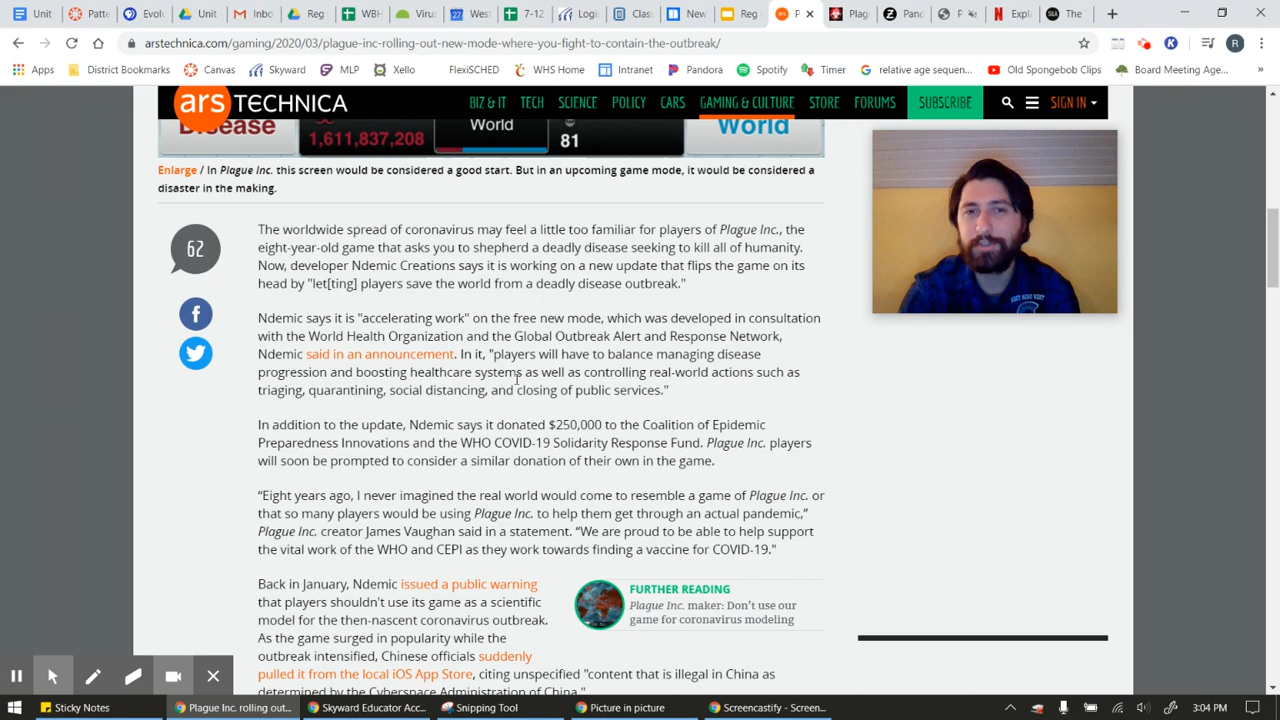 Unit
Patte
Evol
Unit
Inbo
Reg
WBH
Virus
West
7-12
Logi
Class
New
Reg
P
Plag
Pand
P
Expl
The
arstechnica.com/gaming/2020/03/plague-inc-rolling-out-new-mode-where-you-fight-to-contain-the-outbreak/
R
Apps
District Bookmarks
Canvas
Skyward
MLP
Xello
FlexiSCHED
WHS Home
Intranet
Pandora
Spotify
Timer
relative age sequen...
Old Spongebob Clips
Board Meeting Age...
»
ars TECHNICA
BIZ & IT TECH SCIENCE POLICY CARS GAMING & CULTURE STORE FORUMS SUBSCRIBE SIGN IN
Disease
1,611,837,208
World
81
World
Enlarge / In Plague Inc. this screen would be considered a good start. But in an upcoming game mode, it would be considered a
disaster in the making.
62
The worldwide spread of coronavirus may feel a little too familiar for players of Plague Inc., the
eight-year-old game that asks you to shepherd a deadly disease seeking to kill all of humanity.
Now, developer Ndemic Creations says it is working on a new update that flips the game on its
head by "let[ting] players save the world from a deadly disease outbreak."
Ndemic says it is "accelerating work" on the free new mode, which was developed in consultation
with the World Health Organization and the Global Outbreak Alert and Response Network,
Ndemic said in an announcement. In it, "players will have to balance managing disease
progression and boosting healthcare systems as well as controlling real-world actions such as
triaging, quarantining, social distancing, and closing of public services."
In addition to the update, Ndemic says it donated $250,000 to the Coalition of Epidemic
Preparedness Innovations and the WHO COVID-19 Solidarity Response Fund. Plague Inc. players
will soon be prompted to consider a similar donation of their own in the game.
“Eight years ago, I never imagined the real world would come to resemble a game of Plague Inc. or
that so many players would be using Plague Inc. to help them get through an actual pandemic,”
Plague Inc. creator James Vaughan said in a statement. “We are proud to be able to help support
the vital work of the WHO and CEPI as they work towards finding a vaccine for COVID-19."
Back in January, Ndemic issued a public warning
that players shouldn't use its game as a scientific
model for the then-nascent coronavirus outbreak.
As the game surged in popularity while the
outbreak intensified, Chinese officials suddenly
pulled it from the local iOS App Store, citing unspecified "content that is illegal in China as
determined by the Cyberspace Administration of China."
FURTHER READING
Plague Inc. maker: Don’t use our
game for coronavirus modeling
Sticky Notes
Plague Inc. rolling out...
Skyward Educator Acc...
Snipping Tool
Picture in picture
Screencastify - Screen...
3:04 PM